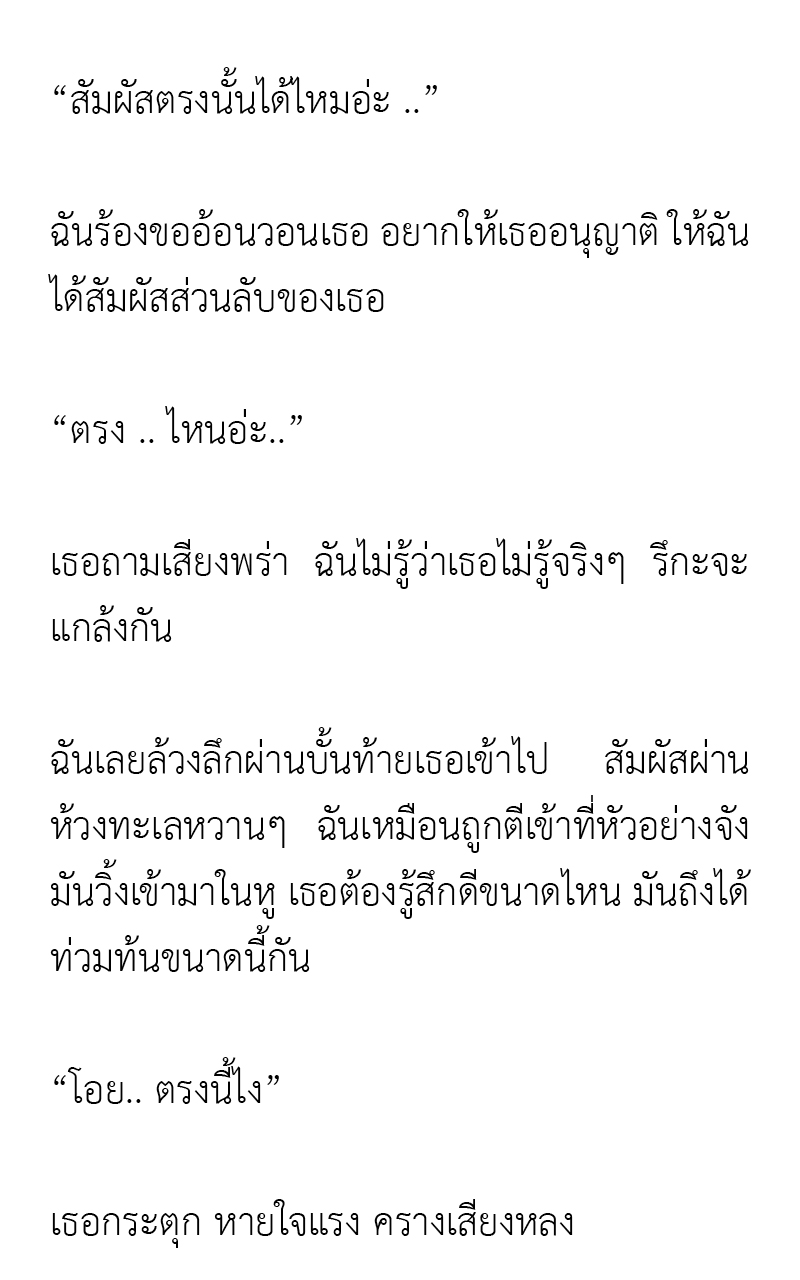 “สัมผัสตรงนั้นได้ไหมอ่ะ ..”
ฉันร้องขออ้อนวอนเธอ อยากให้เธออนุญาติ ให้ฉัน
ได้สัมผัสส่วนลับของเธอ
“ตรง .. ไหนอ่ะ..”
เธอถามเสียงพร่า ฉันไม่รู้ว่าเธอไม่รู้จริงๆ รึกะจะ
แกล้งกัน
ฉันเลยล้วงลึกผ่านบั้นท้ายเธอเข้าไป สัมผัสผ่าน
ห้วงทะเลหวานๆ ฉันเหมือนถูกตีเข้าที่หัวอย่างจัง
มันวิ้งเข้ามาในหู เธอต้องรู้สึกดีขนาดไหน มันถึงได้
ท่วมท้นขนาดนี้กัน
“โอย.. ตรงนี้ไง”
เธอกระตุก หายใจแรง ครางเสียงหลง